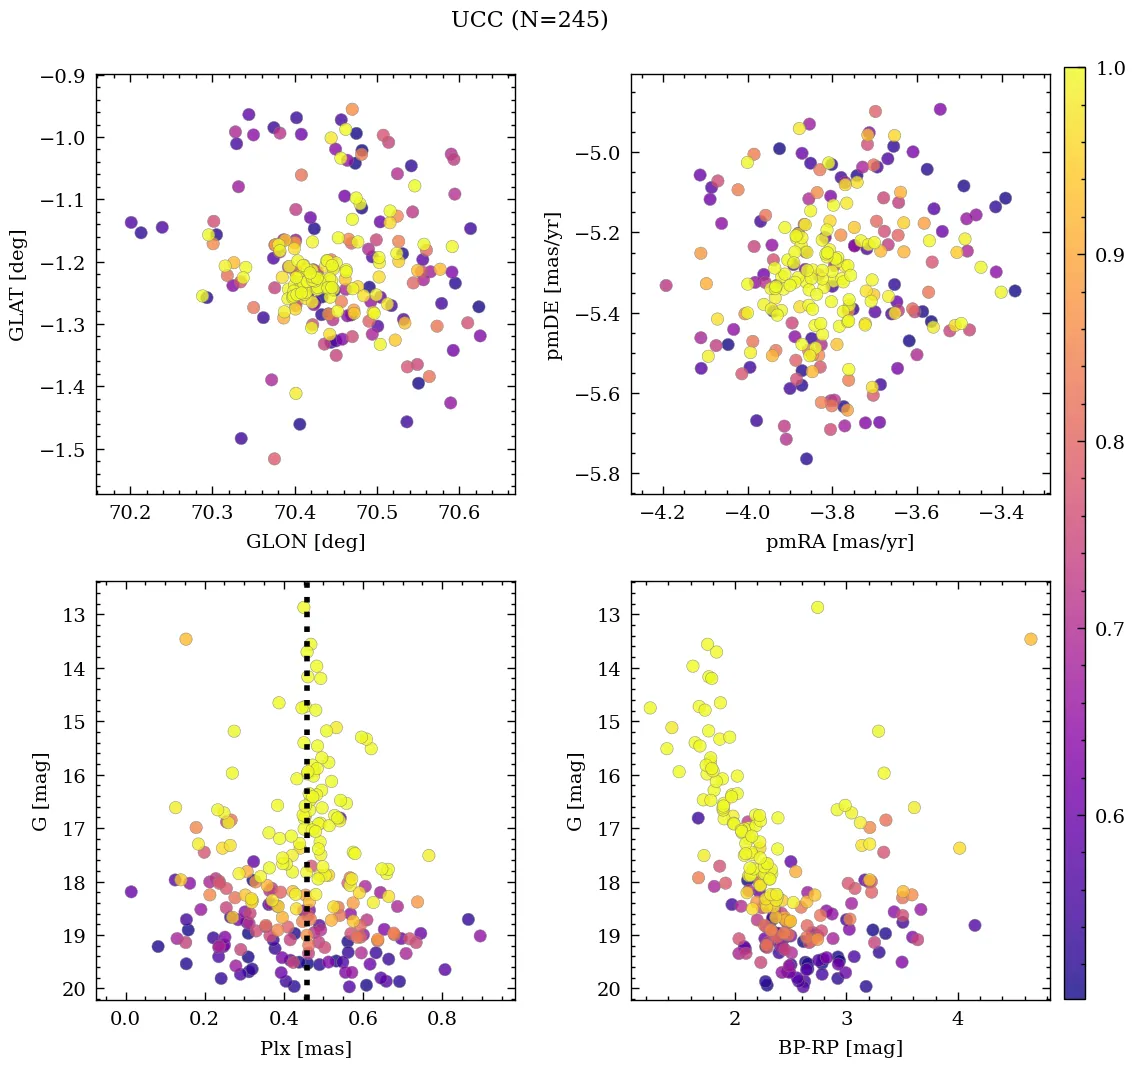 UCC (N=245)
−0.9
−1.0
−1.1
−1.2
−1.3
−1.4
−1.5
GLAT [deg]
70.2 70.3 70.4 70.5 70.6
GLON [deg]
−5.0
−5.2
−5.4
−5.6
−5.8
pmDE [mas/yr]
−4.2 −4.0 −3.8 −3.6 −3.4
pmRA [mas/yr]
1.0
0.9
0.8
0.7
0.6
13
14
15
16
17
18
19
20
G [mag]
0.0 0.2 0.4 0.6 0.8
Plx [mas]
13
14
15
16
17
18
19
20
G [mag]
2 3 4
BP-RP [mag]